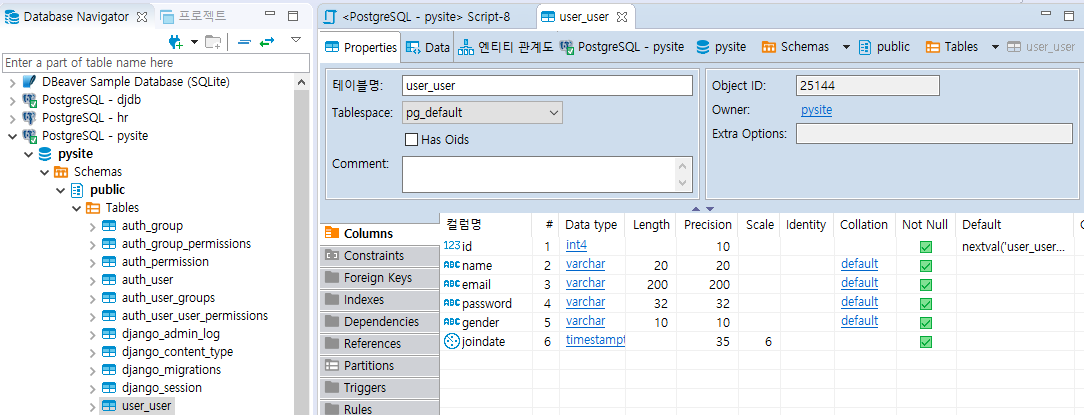 Database Navigator 프로젝트
Enter a part of table name here
DBeaver Sample Database (SQLite)
PostgreSQL - djdb
PostgreSQL - hr
PostgreSQL - pysite
pysite
Schemas
public
Tables
auth_group
auth_group_permissions
auth_permission
auth_user
auth_user_groups
auth_user_user_permissions
django_admin_log
django_content_type
django_migrations
django_session
user_user
<PostgreSQL - pysite> Script-8 user_user
Properties Data 엔티티 관계도 PostgreSQL - pysite pysite Schemas public Tables user_user
테이블명: user_user
Tablespace: pg_default
Has Oids
Comment:
Object ID: 25144
Owner: pysite
Extra Options:
Columns
Constraints
Foreign Keys
Indexes
Dependencies
References
Partitions
Triggers
Rules
컬럼명 # Data type Length Precision Scale Identity Collation Not Null Default
123 id 1 int4 10 nextval('user_user...
ABC name 2 varchar 20 20 default
ABC email 3 varchar 200 200 default
ABC password 4 varchar 32 32 default
ABC gender 5 varchar 10 10 default
joindate 6 timestampt 35 6